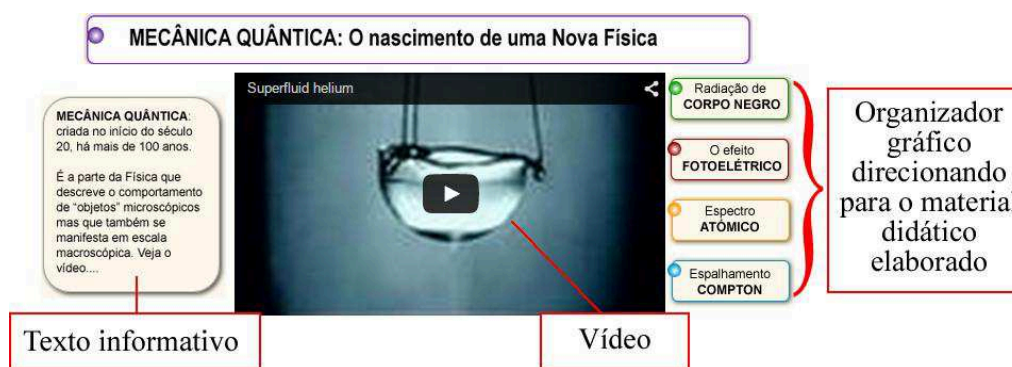 MECÂNICA QUÂNTICA: O nascimento de uma Nova Física
MECÂNICA QUÂNTICA:
criada no início do século
20, há mais de 100 anos.
É a parte da Física que
descreve o comportamento
de “objetos” microscópicos
mas que também se
manifesta em escala
macroscópica. Veja o
vídeo....
Superfluid helium
Radiação de
CORPO NEGRO
O efeito
FOTOELÉTRICO
Espectro
ATÔMICO
Espalhamento
COMPTON
Organizador
gráfico
direcionando
para o material
didático
elaborado
Texto informativo
Vídeo